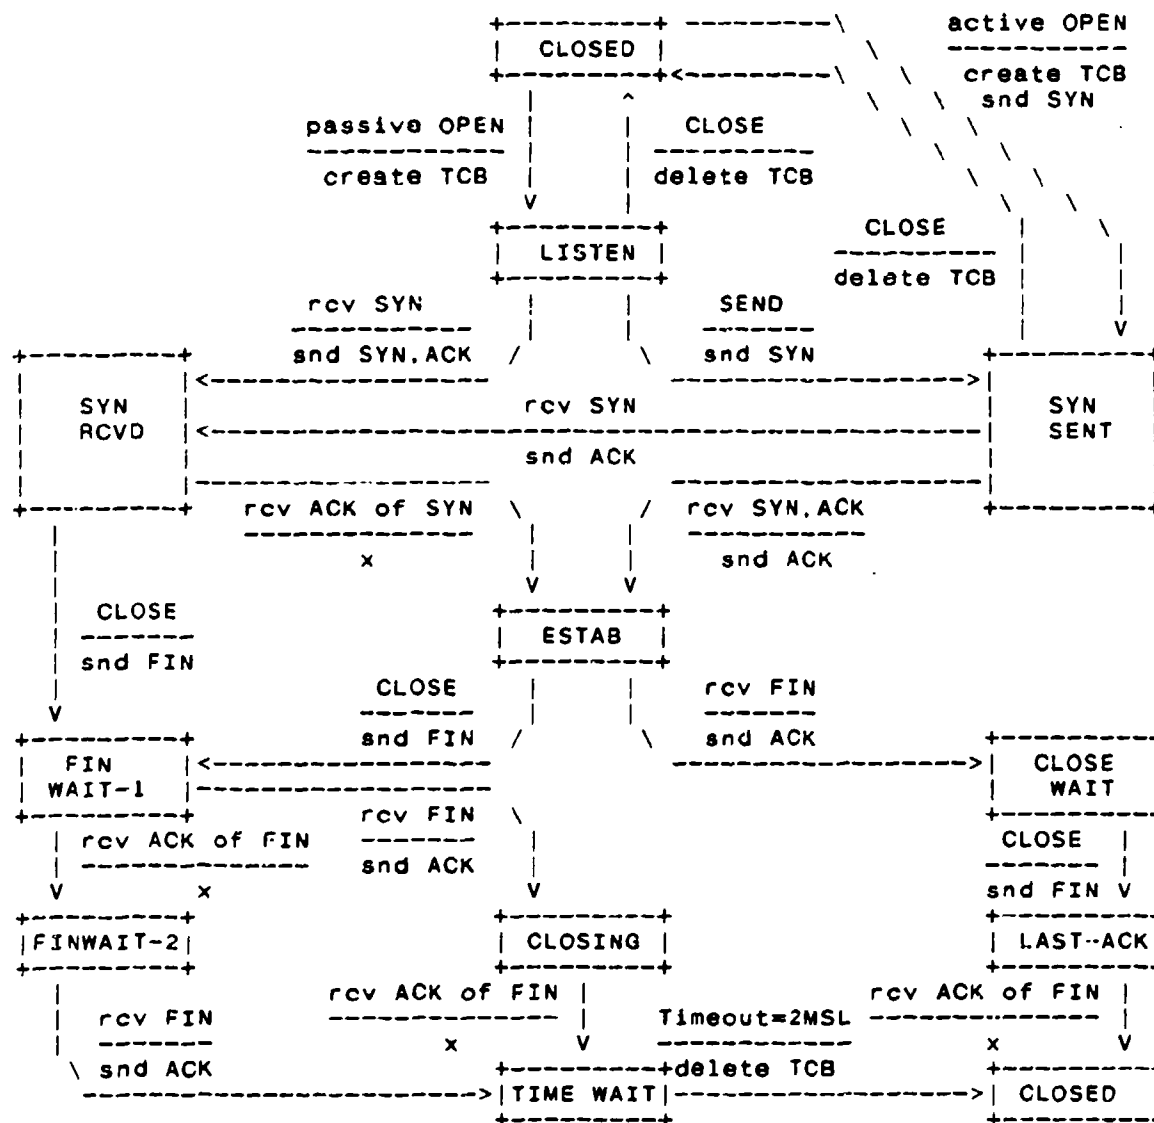 active OPEN
CLOSED
create TCB
snd SYN
passive OPEN
CLOSE
create TCB
delete TCB
LISTEN
CLOSE
delete TCB
rcv SYN
SEND
snd SYN,ACK
snd SYN
SYN
RCVD
rcv SYN
SYN
SENT
snd ACK
rcv ACK of SYN
rcv SYN,ACK
x
snd ACK
CLOSE
snd FIN
ESTAB
CLOSE
rcv FIN
snd FIN
snd ACK
FIN
WAIT-1
CLOSE
WAIT
rcv FIN
rcv ACK of FIN
snd ACK
CLOSE
x
snd FIN
FINWAIT-2
CLOSING
LAST-ACK
rcv ACK of FIN
rcv ACK of FIN
rcv FIN
Timeout=2MSL
x
x
snd ACK
delete TCB
TIME WAIT
CLOSED